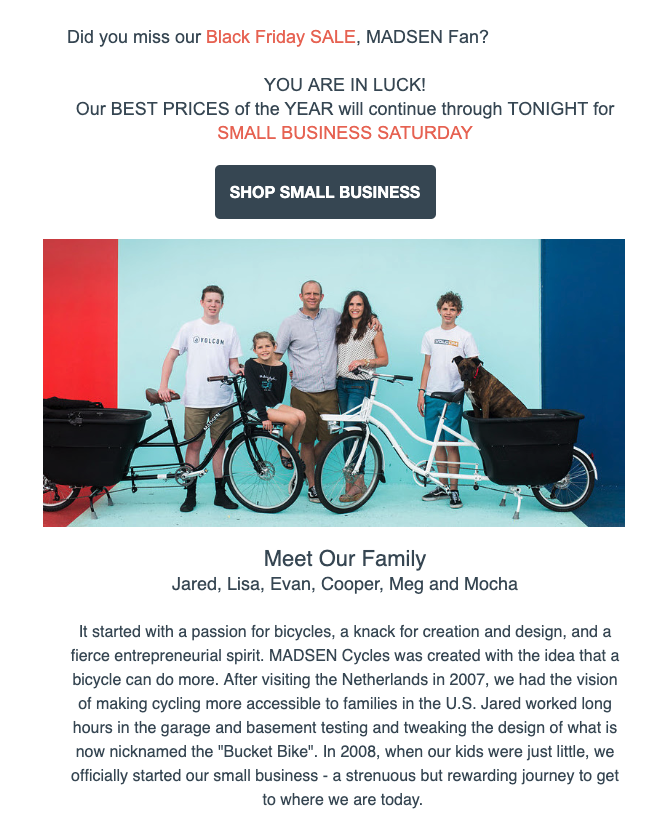 Did you miss our Black Friday SALE, MADSEN Fan?
YOU ARE IN LUCK!
Our BEST PRICES of the YEAR will continue through TONIGHT for
SMALL BUSINESS SATURDAY
SHOP SMALL BUSINESS
VOLCOM
MADSEN
Meet Our Family
Jared, Lisa, Evan, Cooper, Meg and Mocha
It started with a passion for bicycles, a knack for creation and design, and a
fierce entrepreneurial spirit. MADSEN Cycles was created with the idea that a
bicycle can do more. After visiting the Netherlands in 2007, we had the vision
of making cycling more accessible to families in the U.S. Jared worked long
hours in the garage and basement testing and tweaking the design of what is
now nicknamed the "Bucket Bike". In 2008, when our kids were just little, we
officially started our small business - a strenuous but rewarding journey to get
to where we are today.